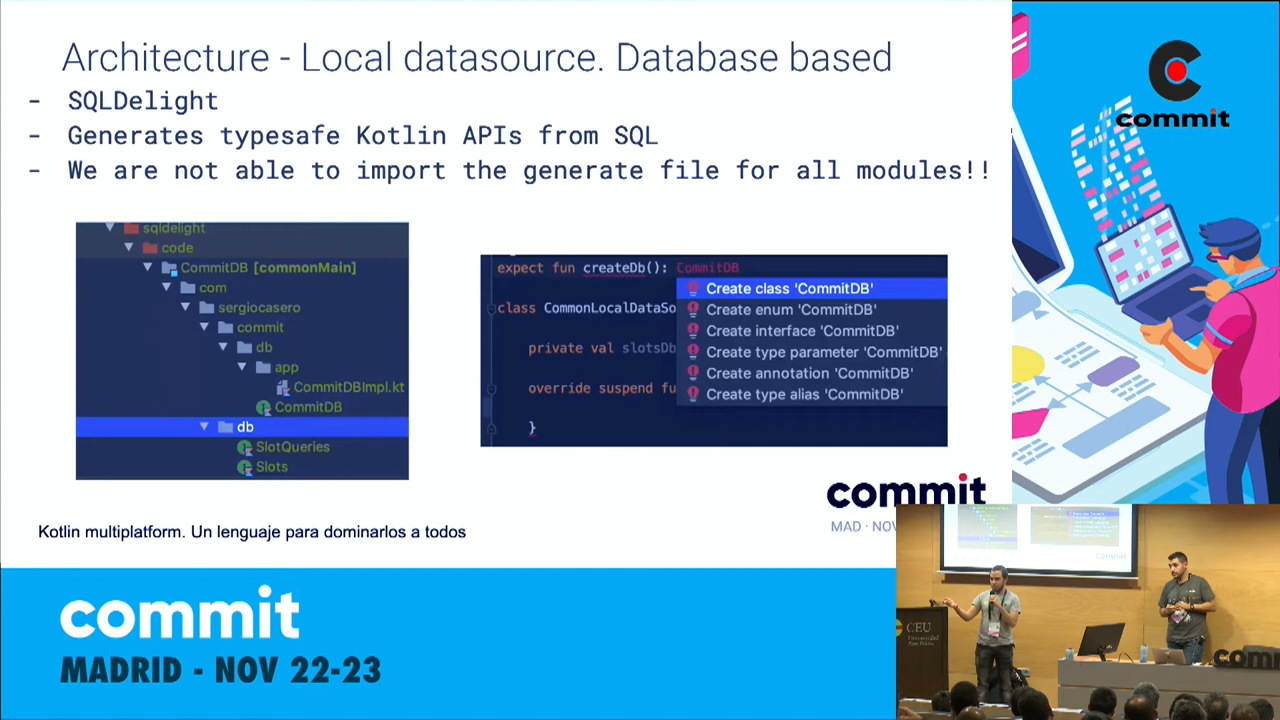 Architecture - Local datasource. Database based
- SQLDelight
- Generates typesafe Kotlin APIs from SQL
- We are not able to import the generate file for all modules!!
sqldelight
code
CommitDB [commonMain]
com
sergiocasero
commit
db
app
CommitDBImpl.kt
CommitDB
db
SlotQueries
Slots
expect fun createDb(): CommitDB
Create class 'CommitDB'
class CommonLocalDataSo
Create enum 'CommitDB'
Create interface 'CommitDB'
private val slotsDb
Create type parameter 'CommitDB'
Create annotation 'CommitDB'
override suspend fu
Create type alias 'CommitDB'
}
commit
MAD · NOV
Kotlin multiplatform. Un lenguaje para dominarlos a todos
commit
MADRID - NOV 22-23
commit
CEU
commit